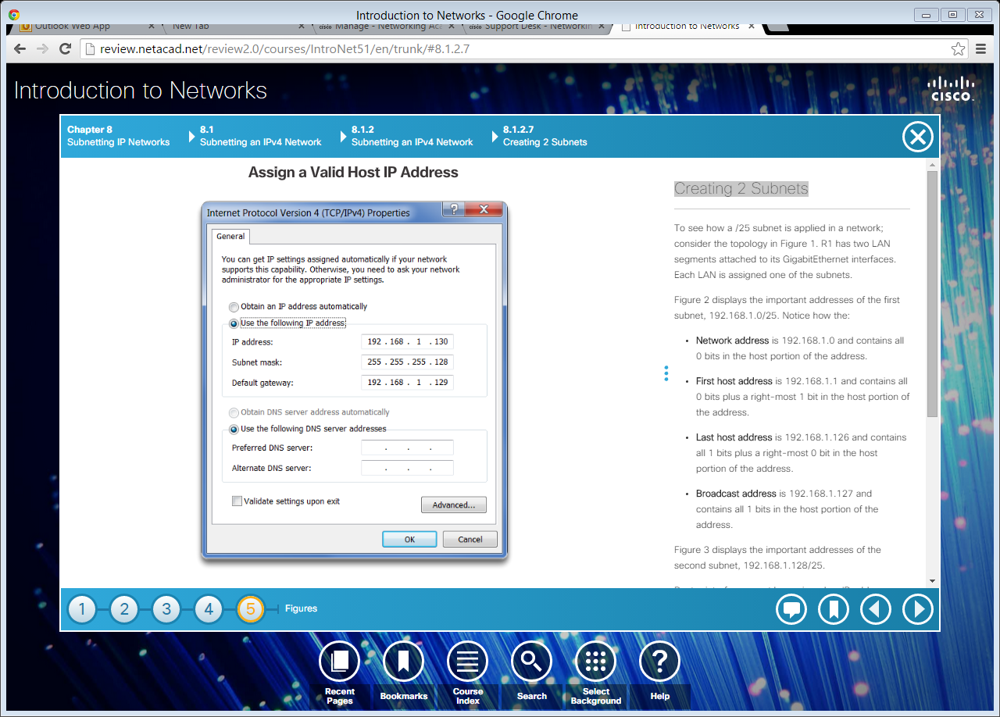 Introduction to Networks - Google Chrome
Outlook Web App
New Tab
Manage - Networking Aca
Support Desk - Networkin
Introduction to Networks
review.netacad.net/review2.0/courses/IntroNet51/en/trunk/#8.1.2.7
Introduction to Networks
CISCO
Chapter 8
Subnetting IP Networks
8.1
Subnetting an IPv4 Network
8.1.2
Subnetting an IPv4 Network
8.1.2.7
Creating 2 Subnets
Assign a Valid Host IP Address
Internet Protocol Version 4 (TCP/IPv4) Properties
General
You can get IP settings assigned automatically if your network
supports this capability. Otherwise, you need to ask your network
administrator for the appropriate IP settings.
Obtain an IP address automatically
Use the following IP address
IP address: 192 . 168 . 1 . 130
Subnet mask: 255 . 255 . 255 . 128
Default gateway: 192 . 168 . 1 . 129
Obtain DNS server address automatically
Use the following DNS server addresses
Preferred DNS server: . . .
Alternate DNS server: . . .
Validate settings upon exit
Advanced...
OK
Cancel
Creating 2 Subnets
To see how a /25 subnet is applied in a network;
consider the topology in Figure 1. R1 has two LAN
segments attached to its GigabitEthernet interfaces.
Each LAN is assigned one of the subnets.
Figure 2 displays the important addresses of the first
subnet, 192.168.1.0/25. Notice how the:
• Network address is 192.168.1.0 and contains all
0 bits in the host portion of the address.
• First host address is 192.168.1.1 and contains all
0 bits plus a right-most 1 bit in the host portion of
the address.
• Last host address is 192.168.1.126 and contains
all 1 bits plus a right-most 0 bit in the host
portion of the address.
• Broadcast address is 192.168.1.127 and
contains all 1 bits in the host portion of the
address.
Figure 3 displays the important addresses of the
second subnet, 192.168.1.128/25.
1
2
3
4
5
Figures
Recent
Pages
Bookmarks
Course
Index
Search
Select
Background
Help